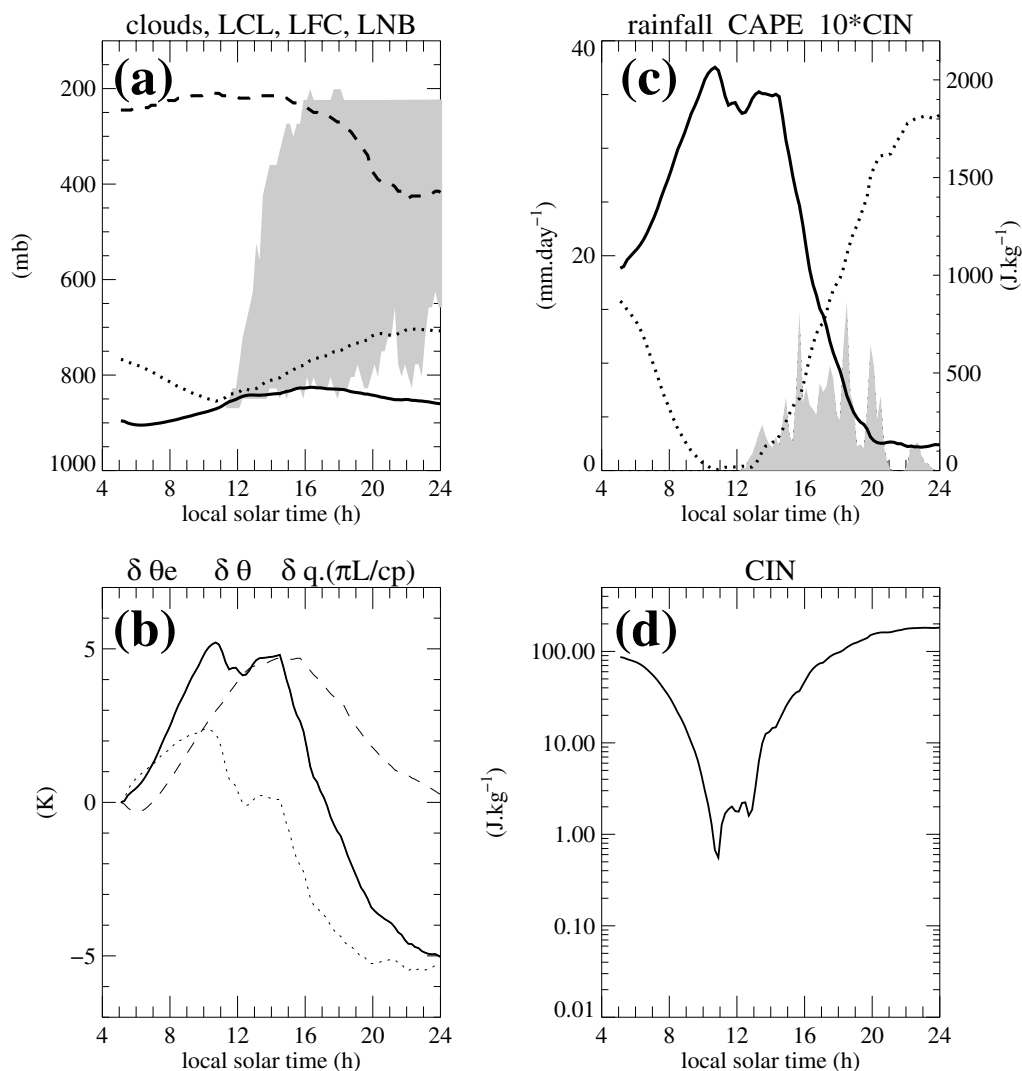 clouds, LCL, LFC, LNB
(a)
200
400
600
800
1000
(mb)
4 8 12 16 20 24
local solar time (h)
rainfall CAPE 10*CIN
(c)
40
20
0
(mm.day⁻¹)
2000
1500
1000
500
0
(J.kg⁻¹)
4 8 12 16 20 24
local solar time (h)
δ θe δ θ δ q.(πL/cp)
(b)
5
0
−5
(K)
4 8 12 16 20 24
local solar time (h)
CIN
(d)
100.00
10.00
1.00
0.10
0.01
(J.kg⁻¹)
4 8 12 16 20 24
local solar time (h)